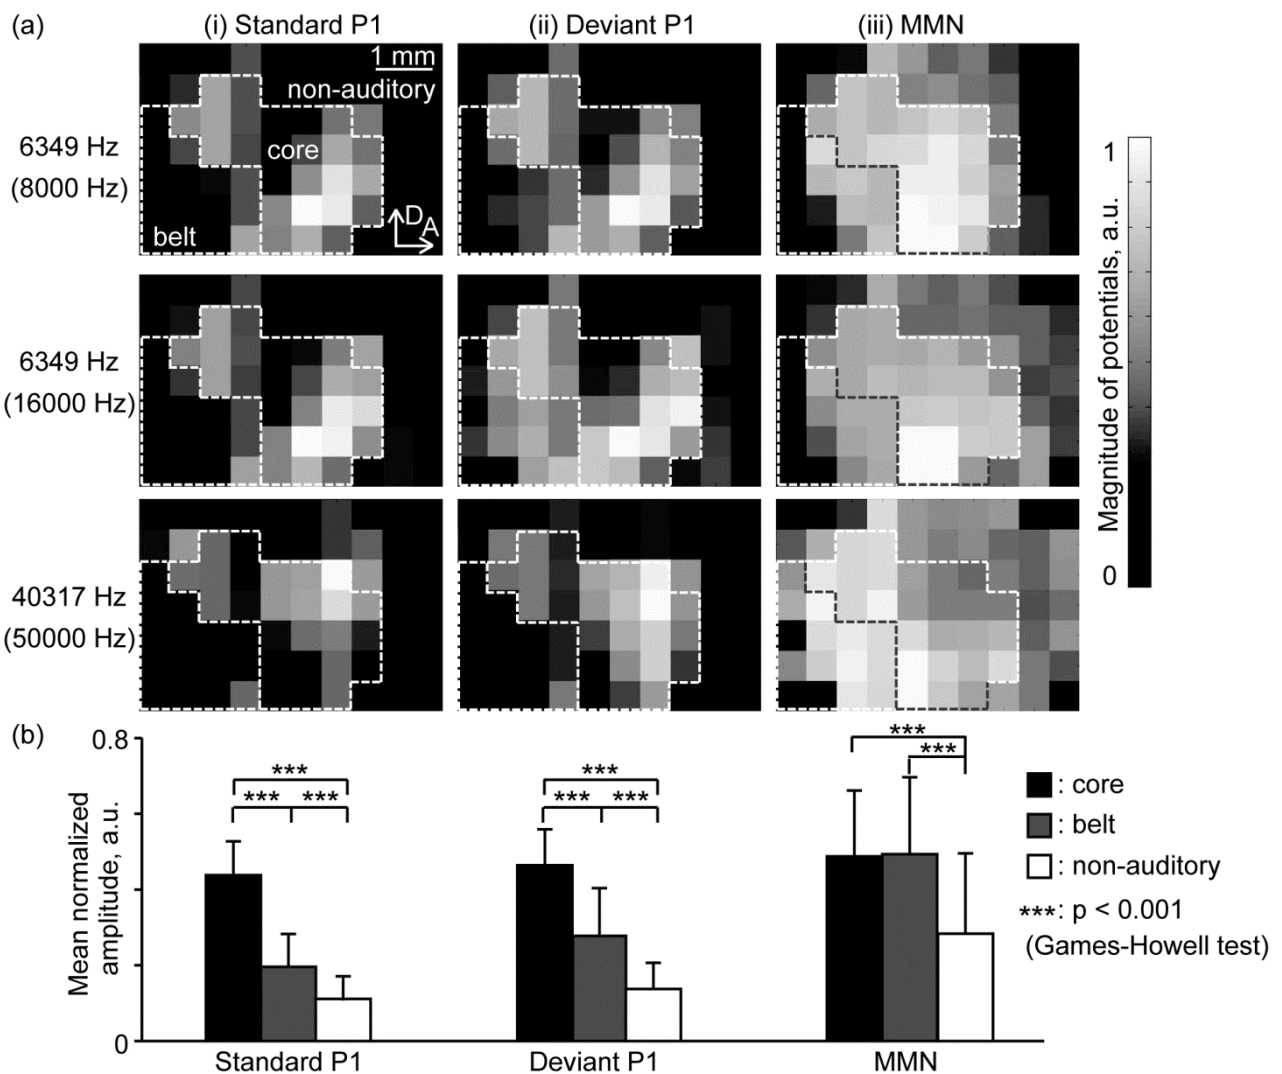 (a)
(i) Standard P1
(ii) Deviant P1
(iii) MMN
1 mm
non-auditory
core
belt
D
A
6349 Hz
(8000 Hz)
6349 Hz
(16000 Hz)
40317 Hz
(50000 Hz)
1
Magnitude of potentials, a.u.
0
(b)
0.8
Mean normalized
amplitude, a.u.
0
***
*** ***
***
*** ***
***
***
Standard P1
Deviant P1
MMN
: core
: belt
: non-auditory
***: p < 0.001
(Games-Howell test)